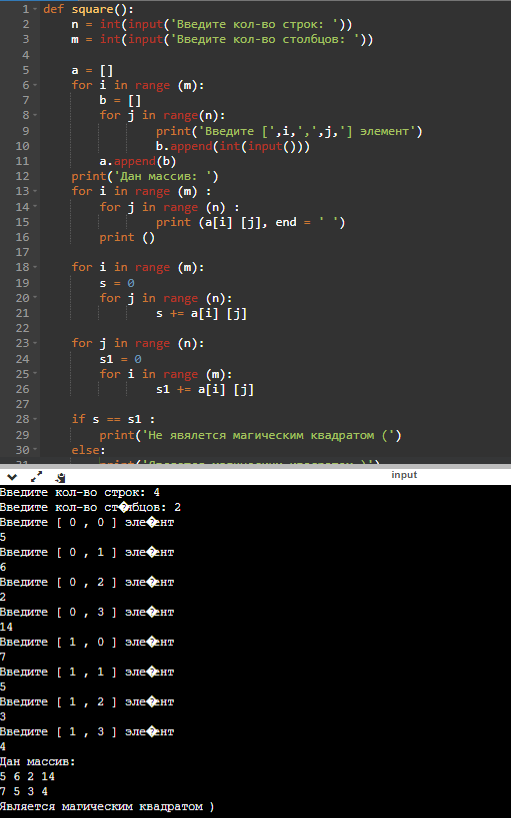 1 def square():
2 n = int(input('Введите кол-во строк: '))
3 m = int(input('Введите кол-во столбцов: '))
4
5 a = []
6 for i in range (m):
7 b = []
8 for j in range(n):
9 print('Введите [',i,',',j,'] элемент')
10 b.append(int(input()))
11 a.append(b)
12 print('Дан массив: ')
13 for i in range (m) :
14 for j in range (n) :
15 print (a[i] [j], end = ' ')
16 print ()
17
18 for i in range (m):
19 s = 0
20 for j in range (n):
21 s += a[i] [j]
22
23 for j in range (n):
24 s1 = 0
25 for i in range (m):
26 s1 += a[i] [j]
27
28 if s == s1 :
29 print('Не явялется магическим квадратом (')
30 else:
input
Введите кол-во строк: 4
Введите кол-во ст�лбцов: 2
Введите [ 0 , 0 ] эле�ент
5
Введите [ 0 , 1 ] эле�ент
6
Введите [ 0 , 2 ] эле�ент
2
Введите [ 0 , 3 ] эле�ент
14
Введите [ 1 , 0 ] эле�ент
7
Введите [ 1 , 1 ] эле�ент
5
Введите [ 1 , 2 ] эле�ент
3
Введите [ 1 , 3 ] эле�ент
4
Дан массив:
5 6 2 14
7 5 3 4
Является магическим квадратом )